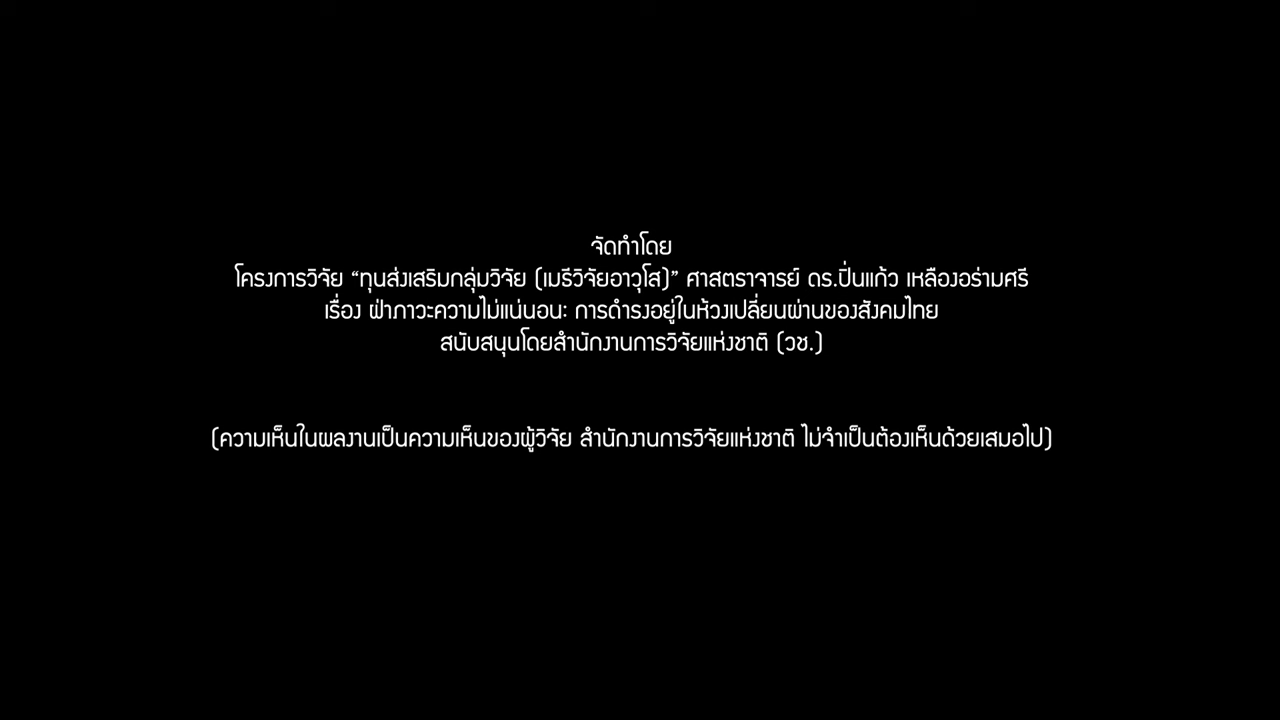 จัดทำโดย
โครงการวิจัย “ทุนส่งเสริมกลุ่มวิจัย (เมธีวิจัยอาวุโส)” ศาสตราจารย์ ดร.ปิ่นแก้ว เหลืองอร่ามศรี
เรื่อง ฝ่าภาวะความไม่แน่นอน: การดำรงอยู่ในห้วงเปลี่ยนผ่านของสังคมไทย
สนับสนุนโดยสำนักงานการวิจัยแห่งชาติ (วช.)
(ความเห็นในผลงานเป็นความเห็นของผู้วิจัย สำนักงานการวิจัยแห่งชาติ ไม่จำเป็นต้องเห็นด้วยเสมอไป)